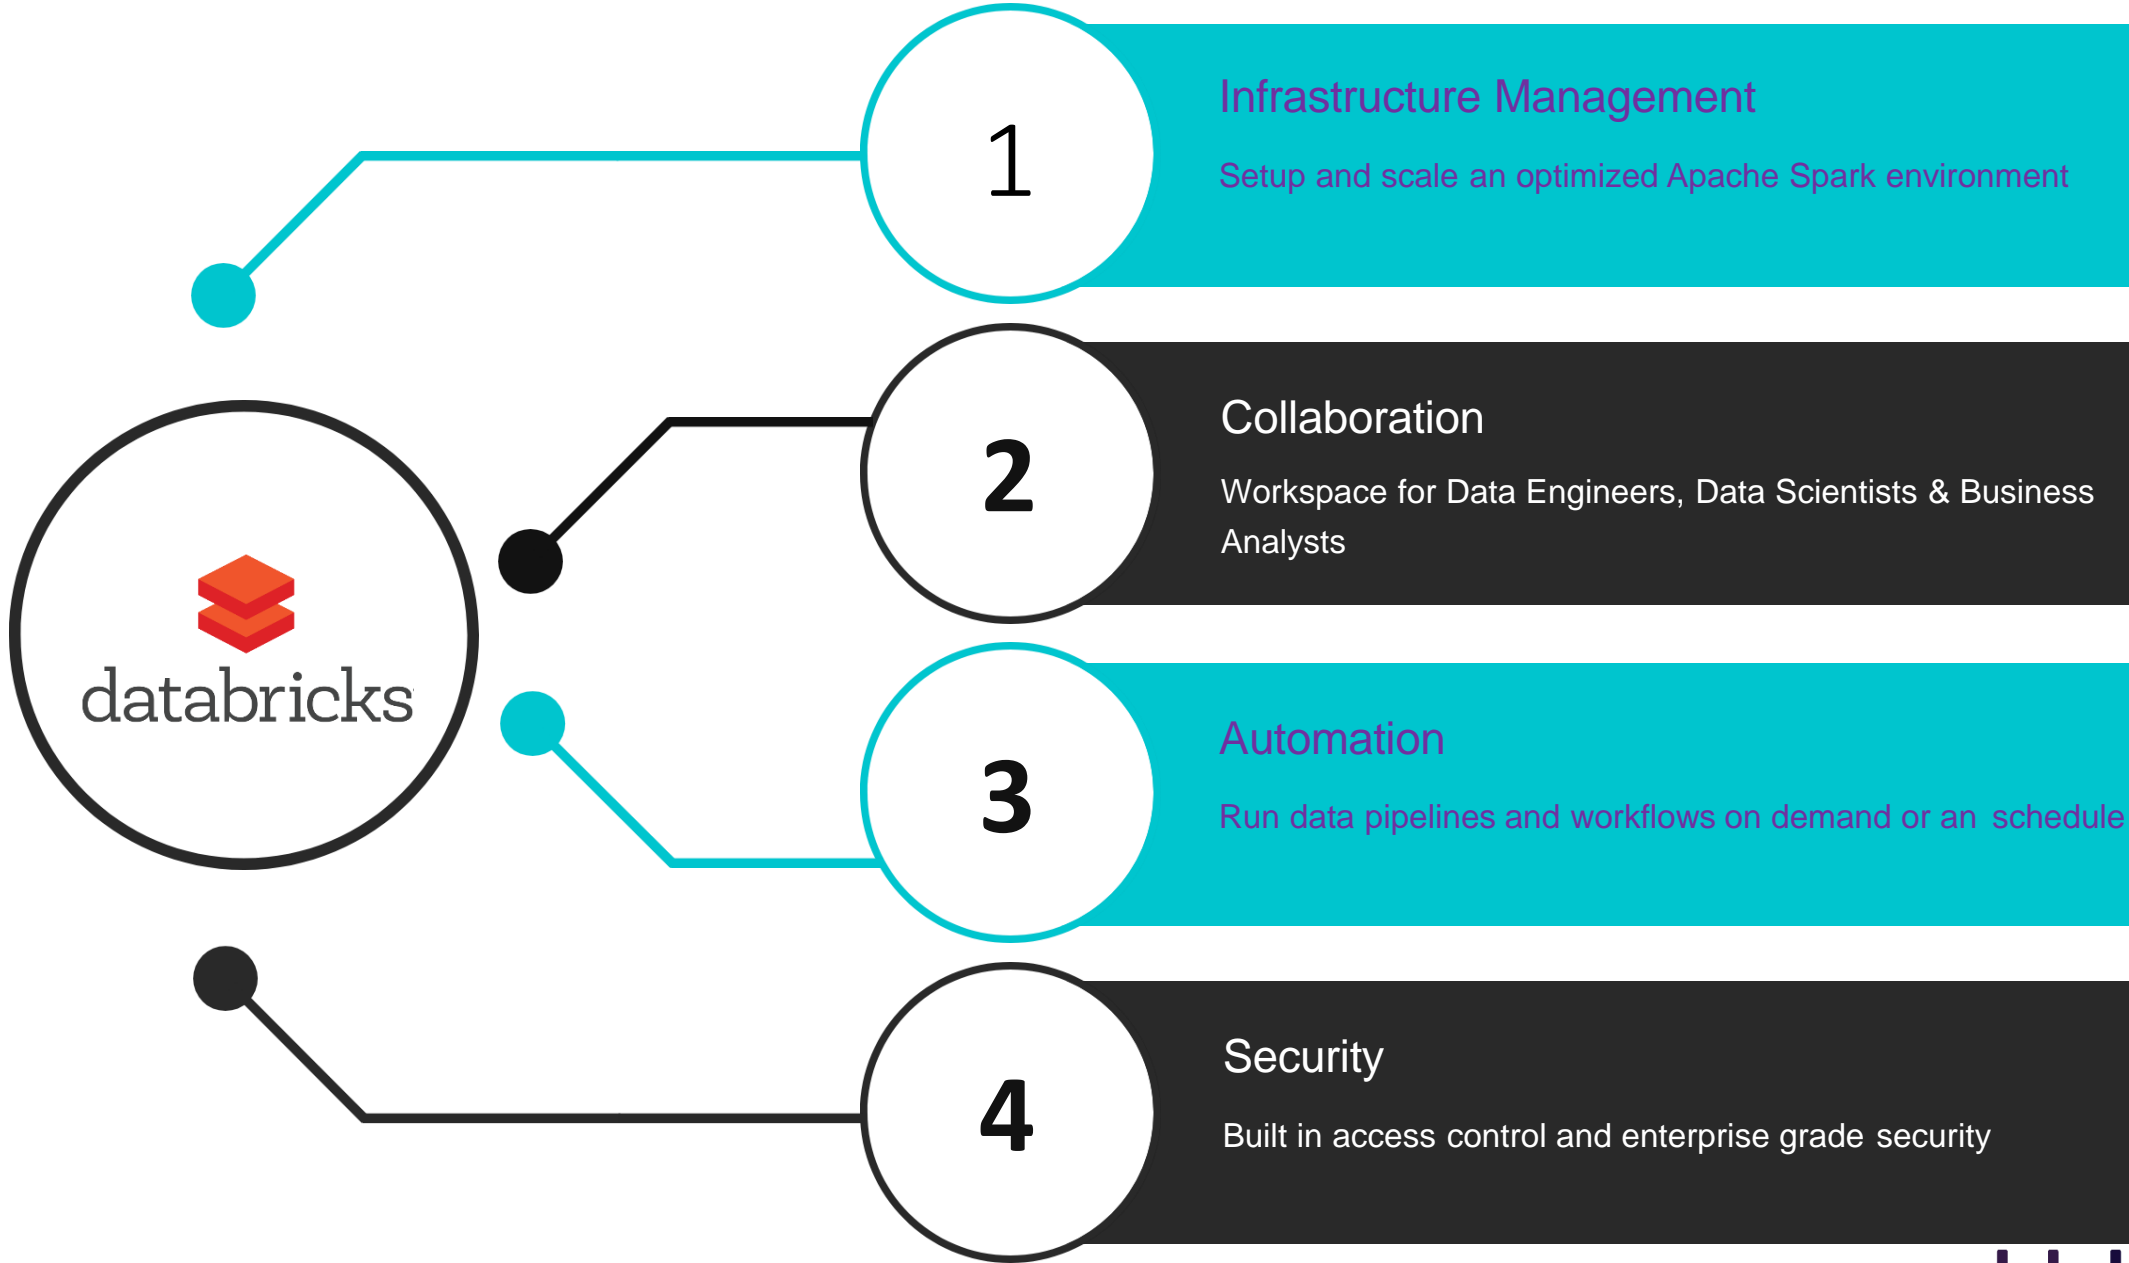 1
Infrastructure Management
Setup and scale an optimized Apache Spark environment
2
Collaboration
Workspace for Data Engineers, Data Scientists & Business
Analysts
databricks
3
Automation
Run data pipelines and workflows on demand or an schedule
4
Security
Built in access control and enterprise grade security